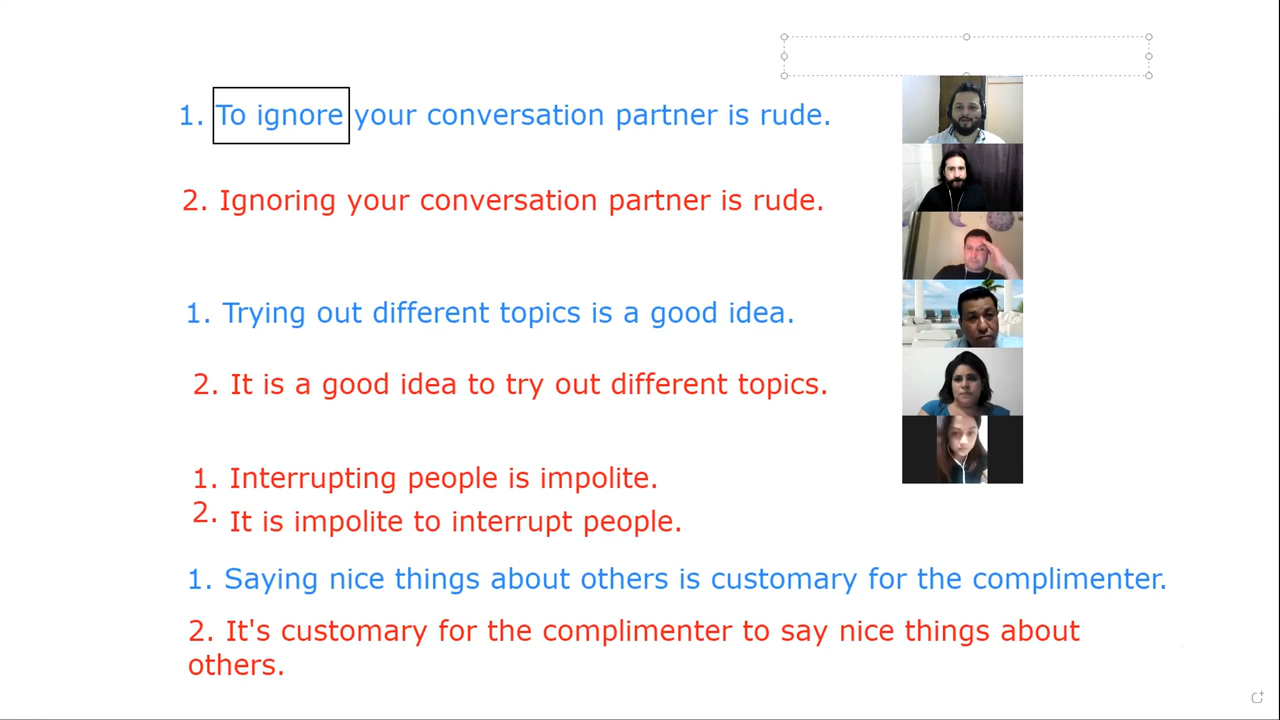 1. To ignore your conversation partner is rude.
2. Ignoring your conversation partner is rude.
1. Trying out different topics is a good idea.
2. It is a good idea to try out different topics.
1. Interrupting people is impolite.
2. It is impolite to interrupt people.
1. Saying nice things about others is customary for the complimenter.
2. It's customary for the complimenter to say nice things about
others.